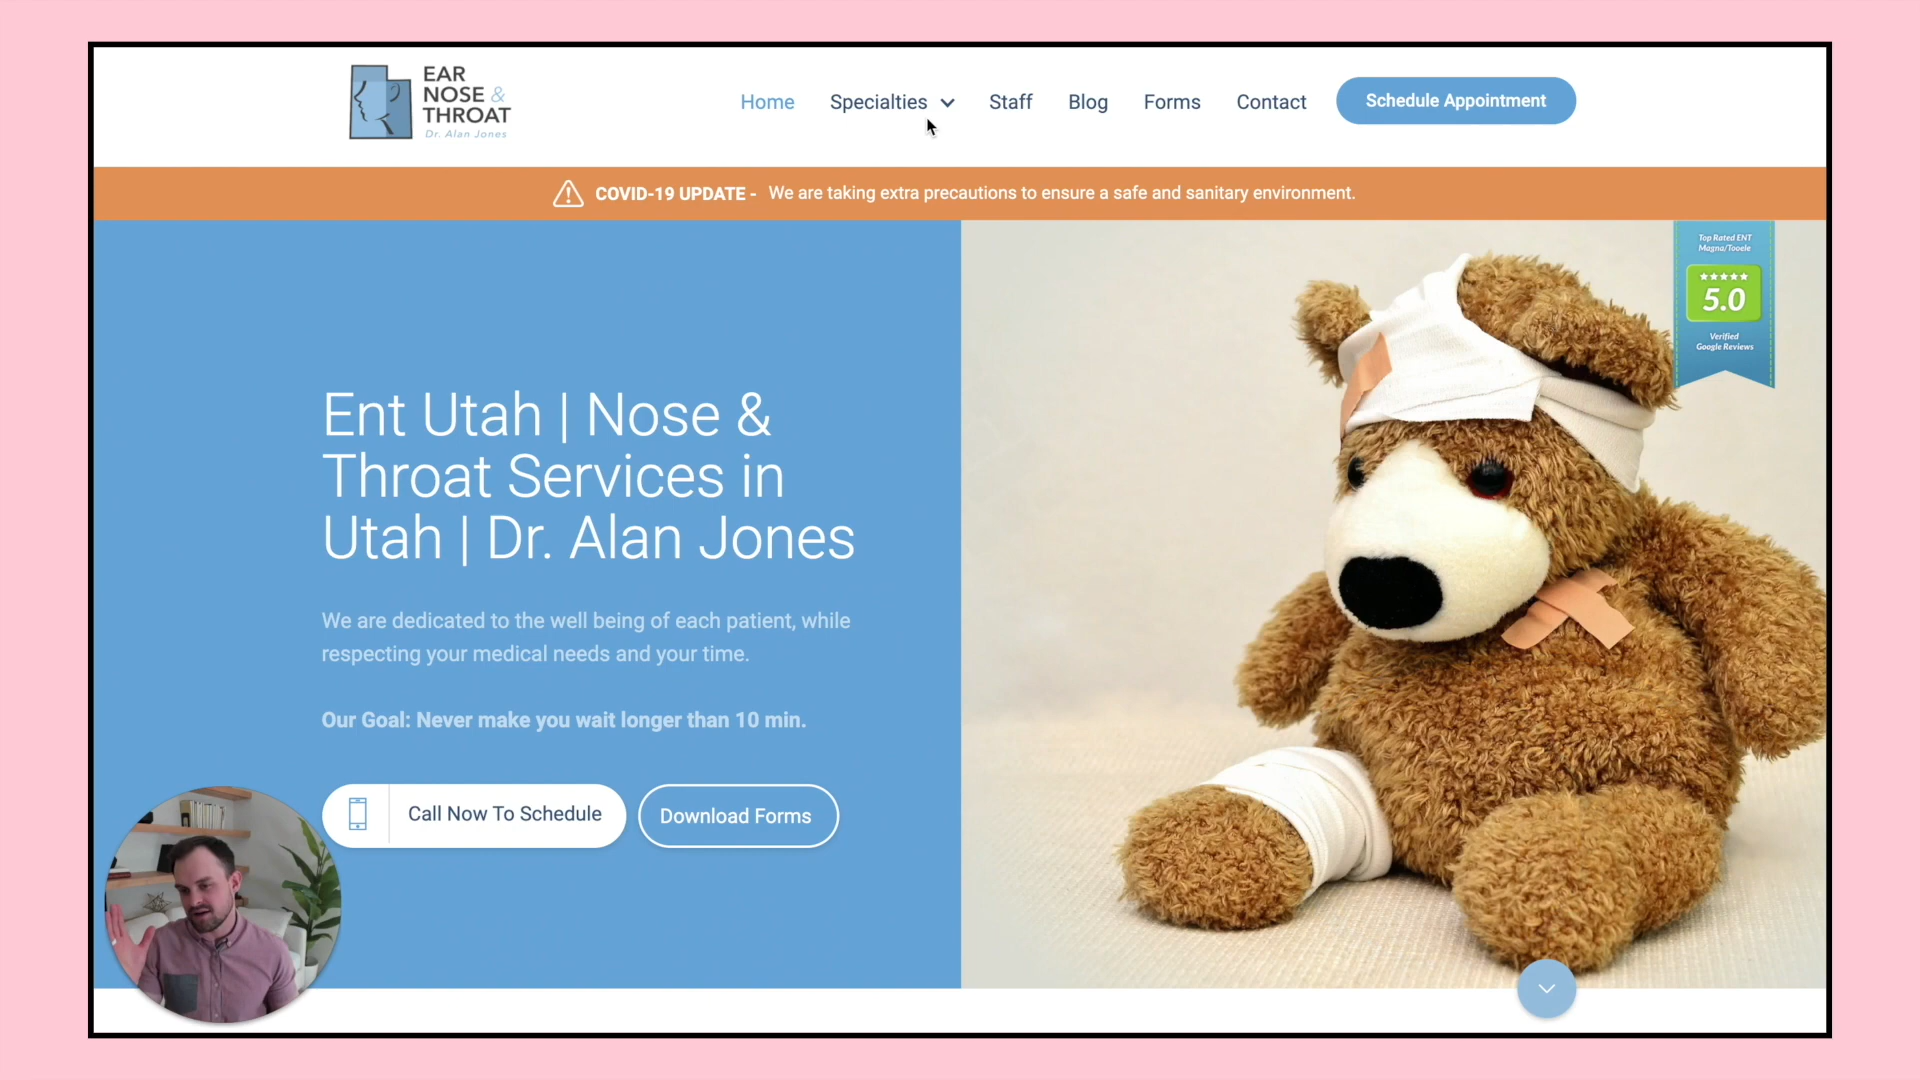 EAR
NOSE &
THROAT
Dr. Alan Jones
Home
Specialties
Staff
Blog
Forms
Contact
Schedule Appointment
COVID-19 UPDATE - We are taking extra precautions to ensure a safe and sanitary environment.
Top Rated ENT
Magna/Tooele
5.0
Verified
Google Reviews
Ent Utah | Nose &
Throat Services in
Utah | Dr. Alan Jones
We are dedicated to the well being of each patient, while
respecting your medical needs and your time.
Our Goal: Never make you wait longer than 10 min.
Call Now To Schedule
Download Forms